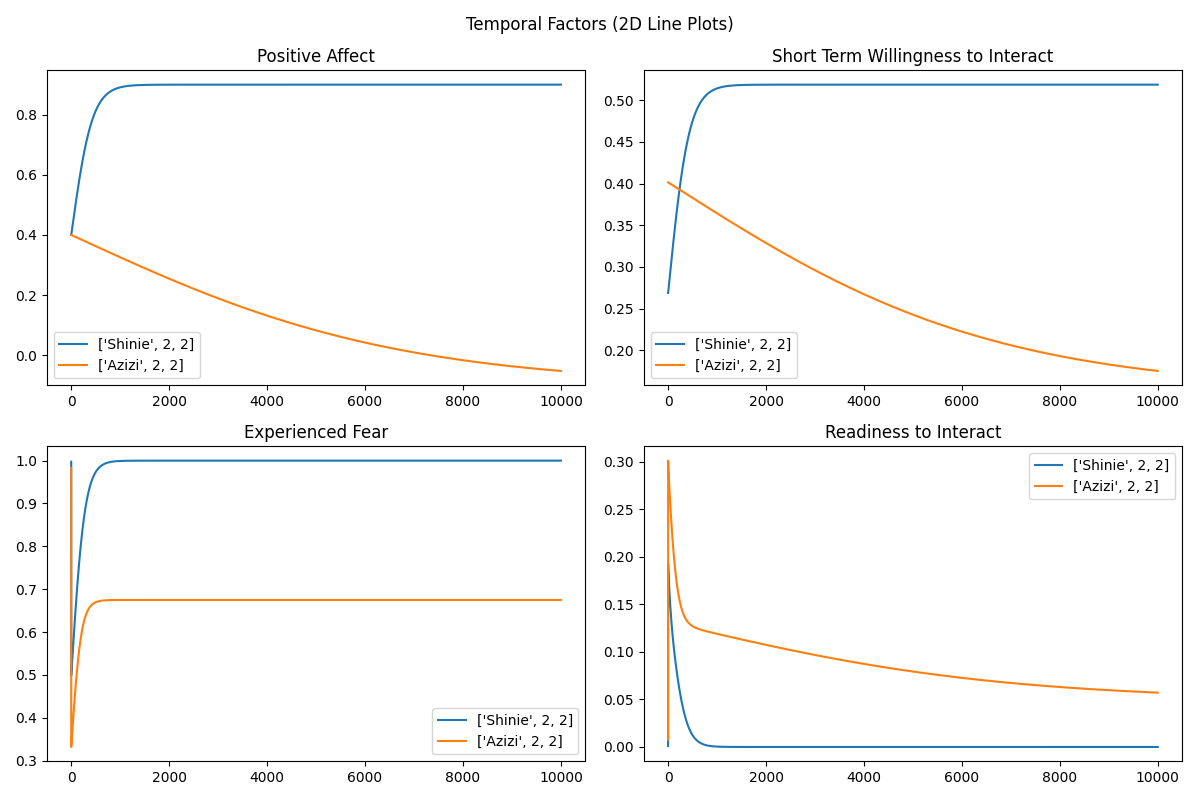 Temporal Factors (2D Line Plots)
Positive Affect
0.8
0.6
0.4
0.2
0.0
['Shinie', 2, 2]
['Azizi', 2, 2]
0 2000 4000 6000 8000 10000
Short Term Willingness to Interact
0.50
0.45
0.40
0.35
0.30
0.25
0.20
['Shinie', 2, 2]
['Azizi', 2, 2]
0 2000 4000 6000 8000 10000
Experienced Fear
1.0
0.9
0.8
0.7
0.6
0.5
0.4
0.3
['Shinie', 2, 2]
['Azizi', 2, 2]
0 2000 4000 6000 8000 10000
Readiness to Interact
0.30
0.25
0.20
0.15
0.10
0.05
0.00
['Shinie', 2, 2]
['Azizi', 2, 2]
0 2000 4000 6000 8000 10000